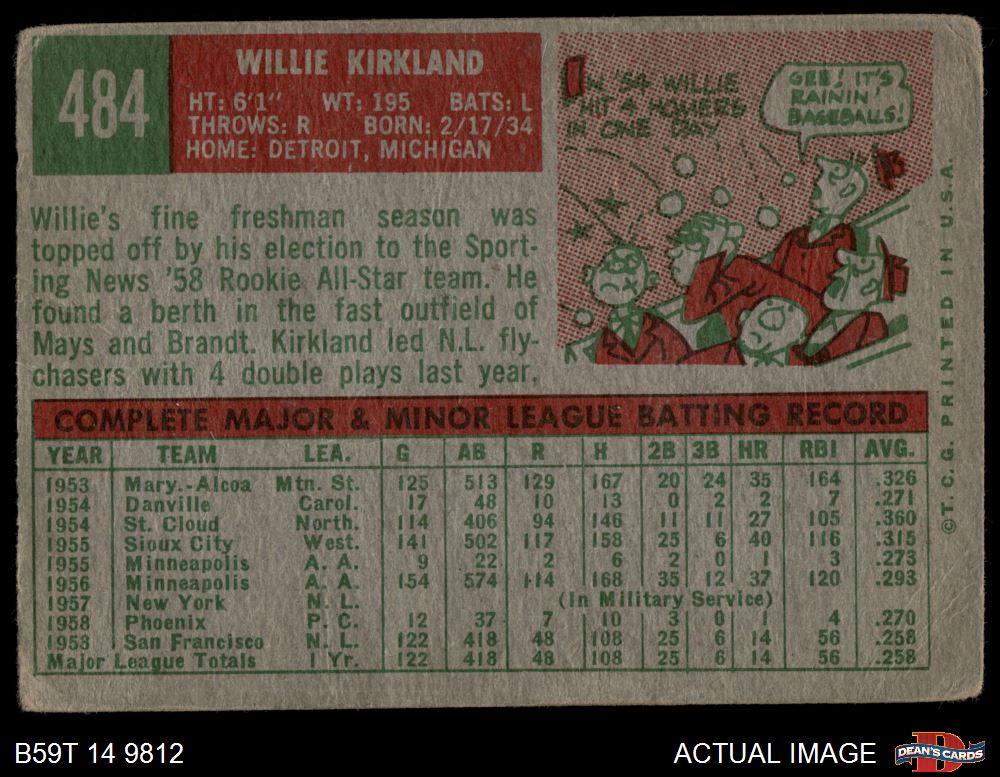 484
WILLIE KIRKLAND
HT: 6'1" WT: 195 BATS: L
THROWS: R BORN: 2/17/34
HOME: DETROIT, MICHIGAN
IN '54 WILLIE
HIT 4 HOMERS
IN ONE DAY
GEE! IT'S
RAININ'
BASEBALLS!
Willie's fine freshman season was
topped off by his election to the Sport-
ing News '58 Rookie All-Star team. He
found a berth in the fast outfield of
Mays and Brandt. Kirkland led N.L. fly-
chasers with 4 double plays last year.
COMPLETE MAJOR & MINOR LEAGUE BATTING RECORD
YEAR TEAM LEA. G AB R H 2B 3B HR RBI AVG.
1953 Mary.-Alcoa Mtn. St. 125 513 129 167 20 24 35 164 .326
1954 Danville Carol. 17 48 10 13 0 2 2 7 .271
1954 St. Cloud North. 114 406 94 146 11 11 27 105 .360
1955 Sioux City West. 141 502 117 158 25 6 40 116 .315
1955 Minneapolis A. A. 9 22 2 6 2 0 1 3 .273
1956 Minneapolis A. A. 154 574 114 168 35 12 37 120 .293
1957 New York N. L. (In Military Service)
1958 Phoenix P. C. 12 37 7 10 3 0 1 4 .270
1958 San Francisco N. L. 122 418 48 108 25 6 14 56 .258
Major League Totals 1 Yr. 122 418 48 108 25 6 14 56 .258
©T. C. G. PRINTED IN U.S.A.
B59T 14 9812
ACTUAL IMAGE
DEAN'S CARDS